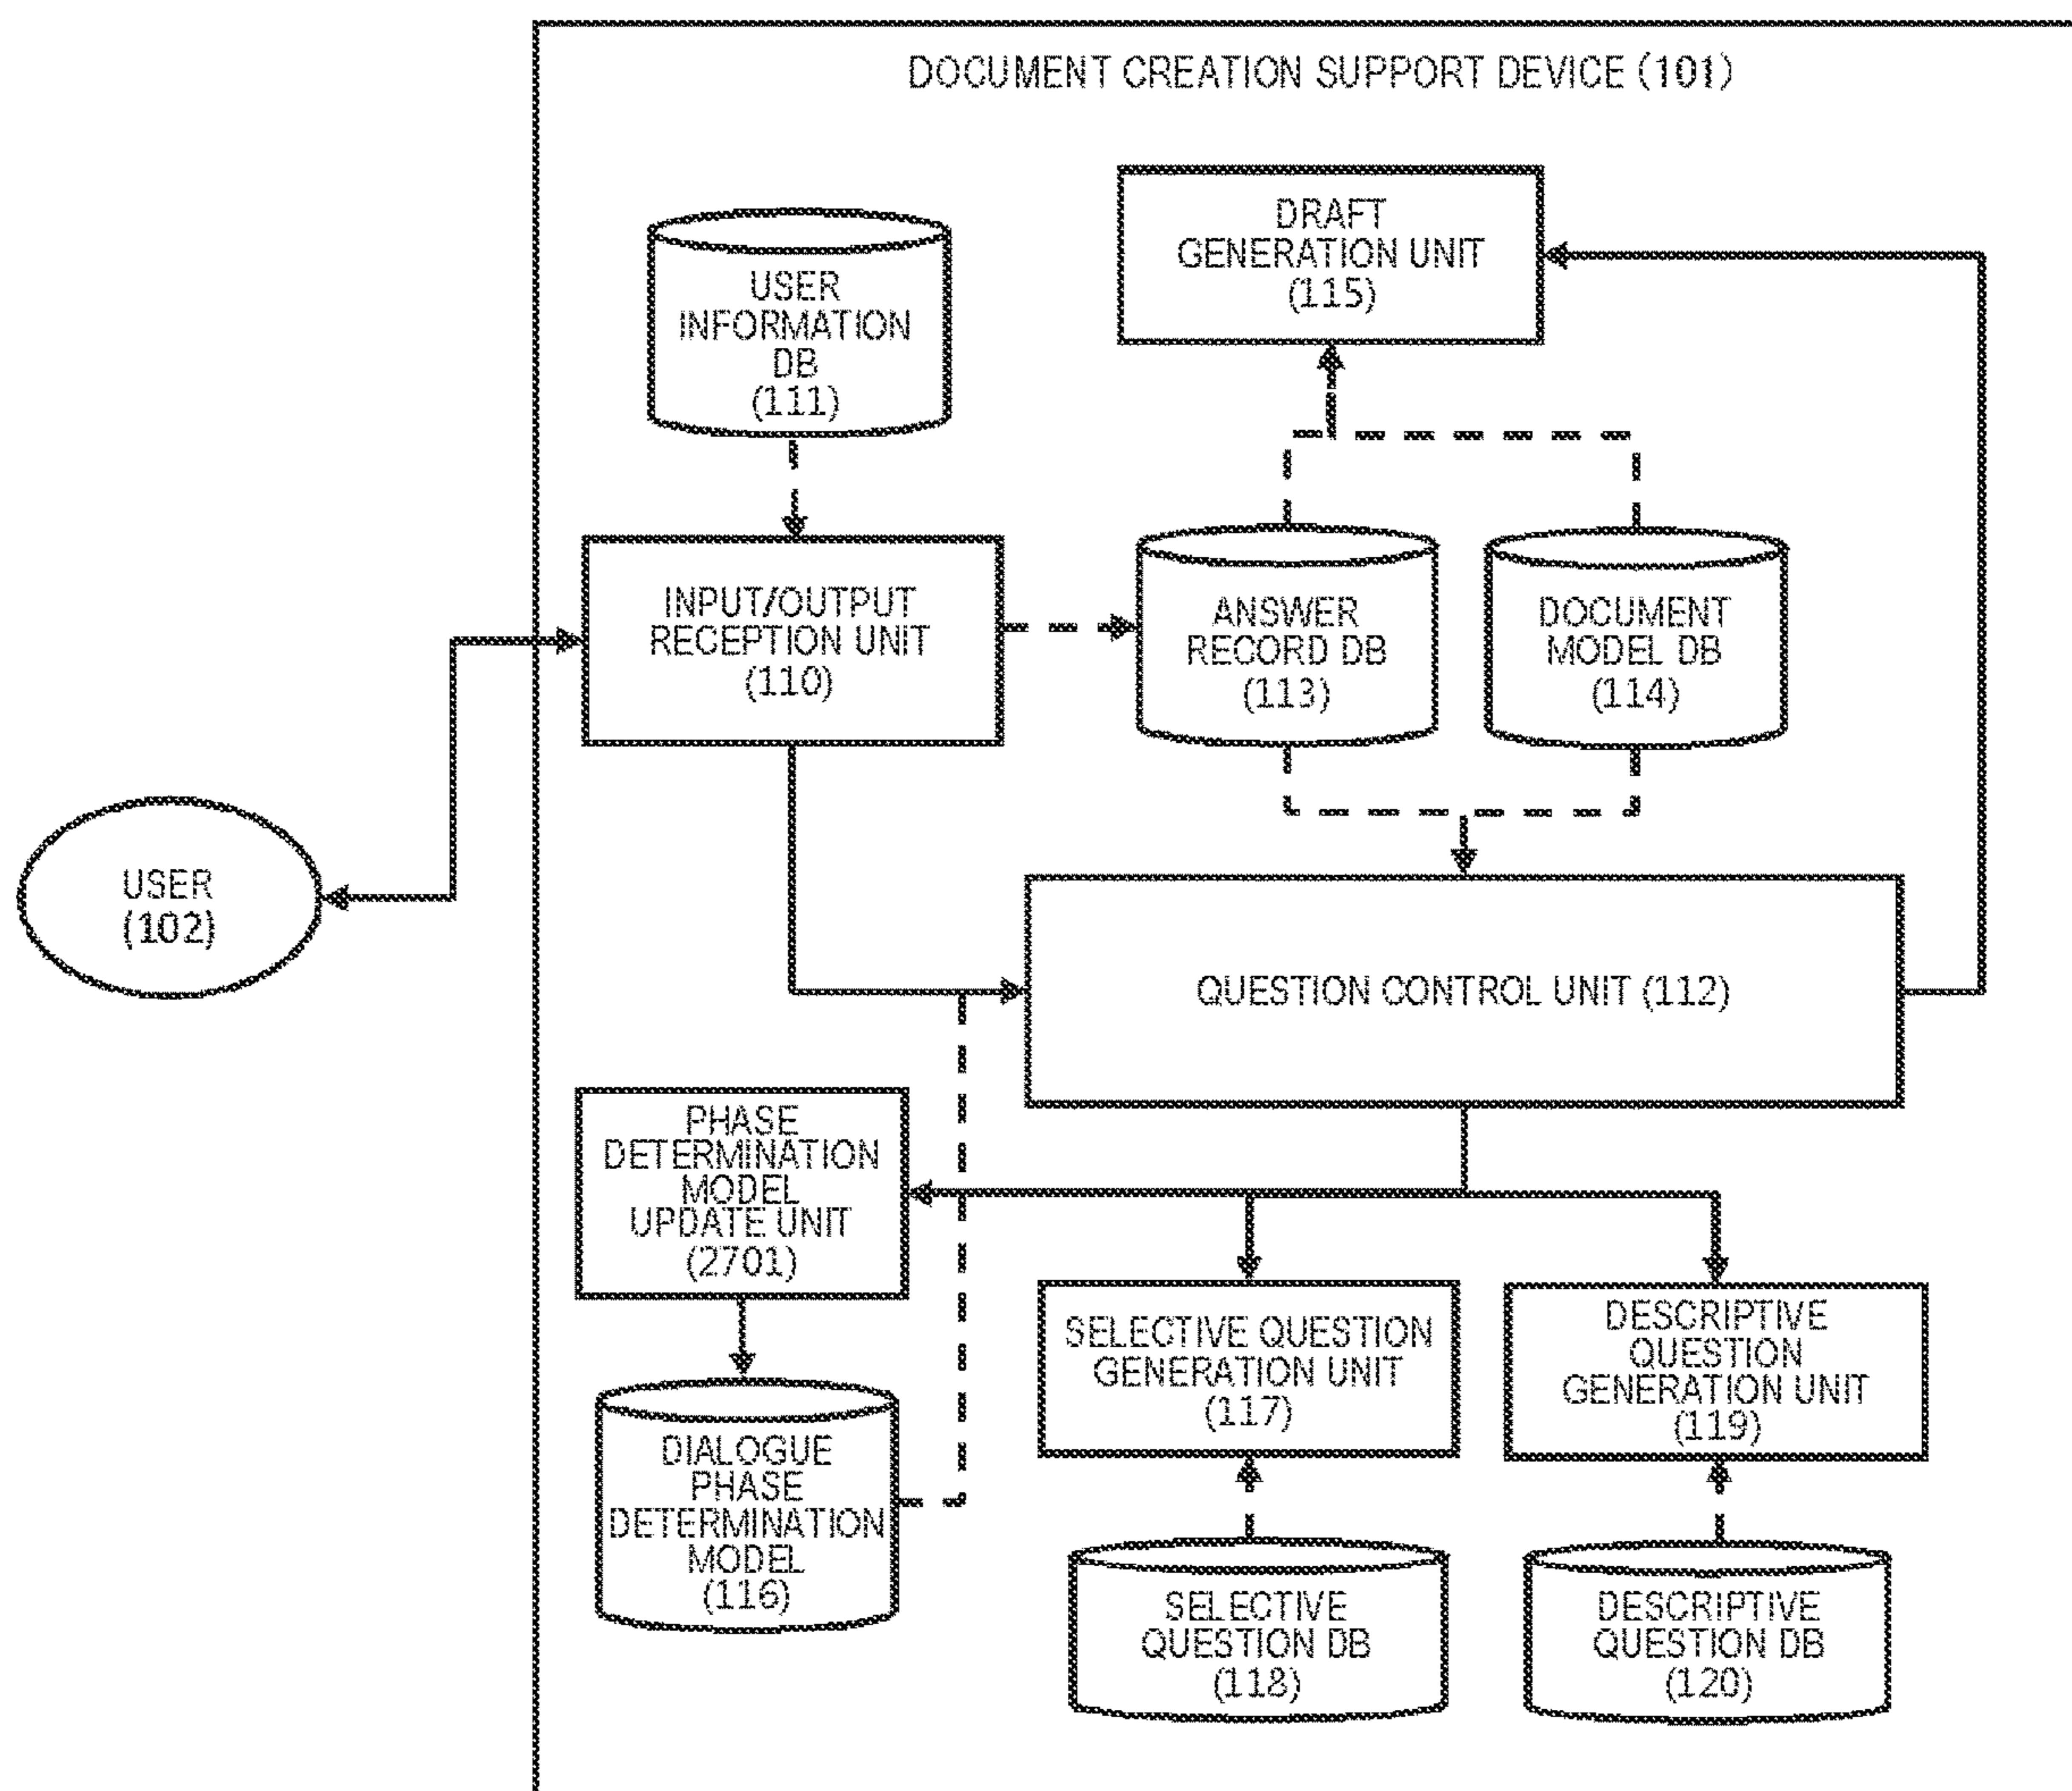 DOCUMENT CREATION SUPPORT DEVICE (101)
DRAFT
GENERATION UNIT
(115)
USER
INFORMATION
DB
(111)
INPUT/OUTPUT
RECEPTION UNIT
(110)
ANSWER
RECORD DB
(113)
DOCUMENT
MODEL DB
(114)
USER
(102)
QUESTION CONTROL UNIT (112)
PHASE
DETERMINATION
MODEL
UPDATE UNIT
(2701)
SELECTIVE QUESTION
GENERATION UNIT
(117)
DESCRIPTIVE
QUESTION
GENERATION UNIT
(119)
DIALOGUE
PHASE
DETERMINATION
MODEL
(116)
SELECTIVE
QUESTION DB
(118)
DESCRIPTIVE
QUESTION DB
(120)